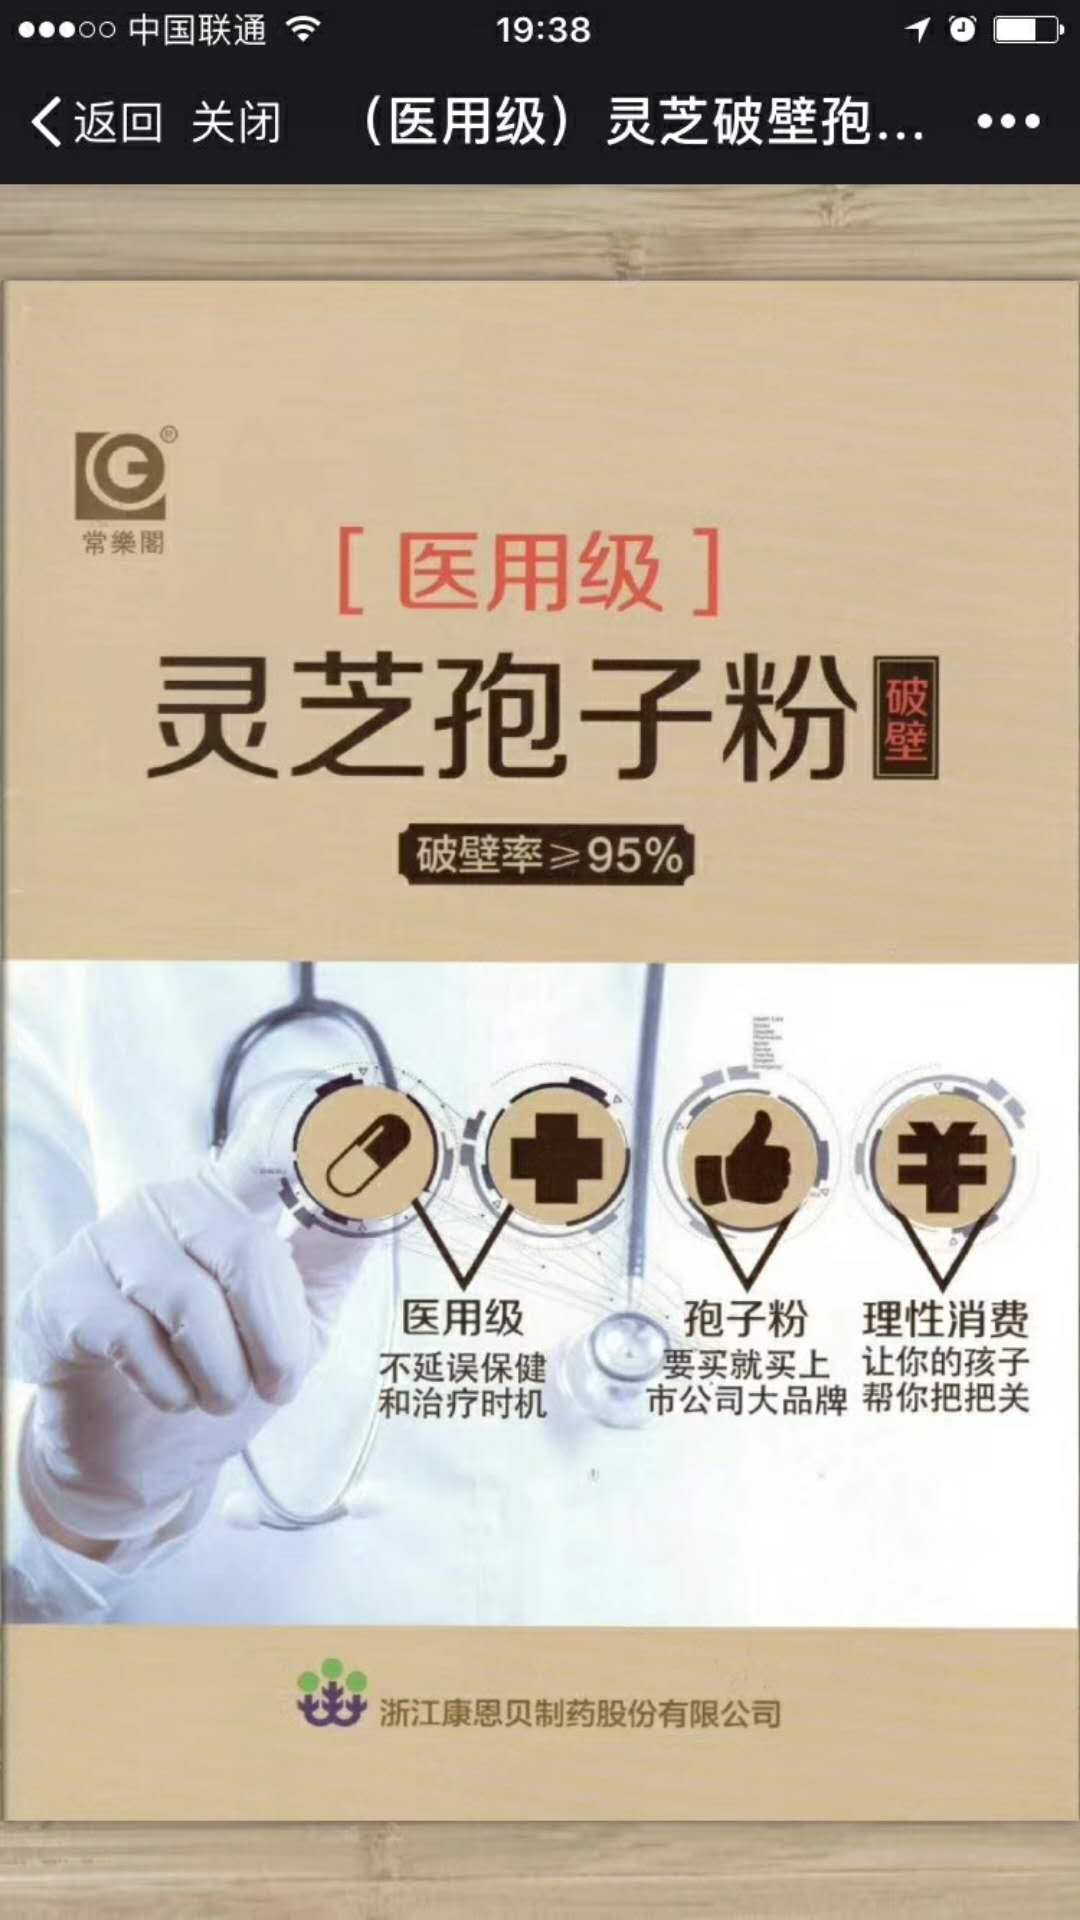 中国联通
19:38
返回 关闭 （医用级）灵芝破壁孢...
常樂閣
[ 医用级 ]
灵芝孢子粉
破壁
破壁率≥95%
医用级
不延误保健
和治疗时机
孢子粉
要买就买上
市公司大品牌
理性消费
让你的孩子
帮你把把关
浙江康恩贝制药股份有限公司